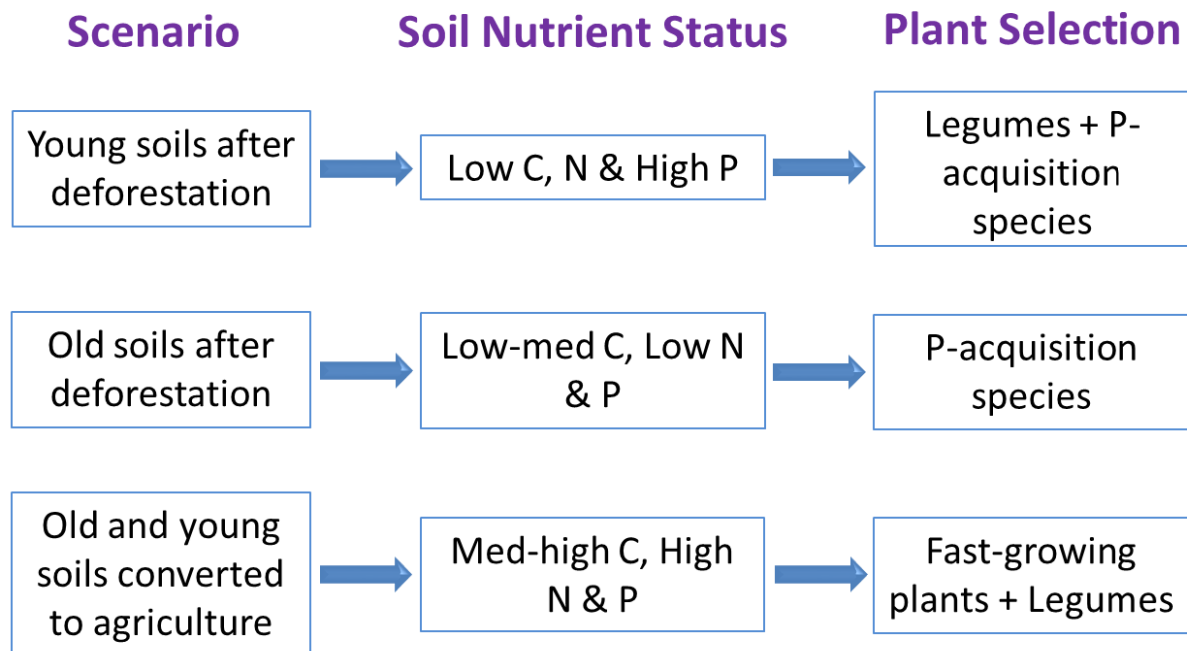 Scenario
Soil Nutrient Status
Plant Selection
Young soils after
deforestation
Low C, N & High P
Legumes + P-
acquisition
species
Old soils after
deforestation
Low-med C, Low N
& P
P-acquisition
species
Old and young
soils converted
to agriculture
Med-high C, High
N & P
Fast-growing
plants + Legumes